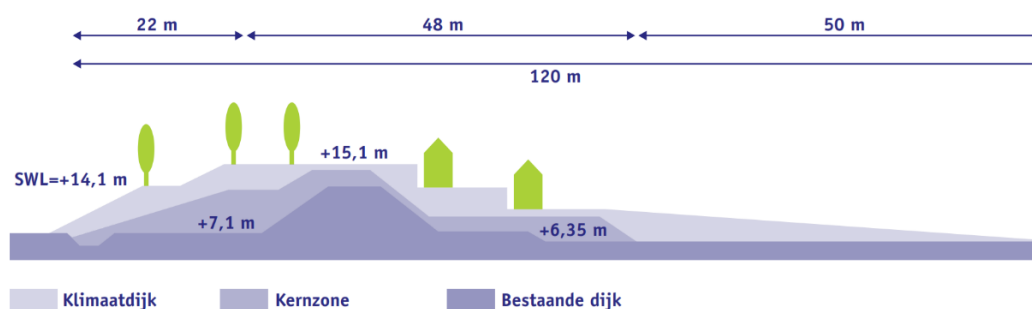 22 m 48 m 50 m
120 m
+15,1 m
SWL=+14,1 m
+7,1 m +6,35 m
Klimaatdijk Kernzone Bestaande dijk